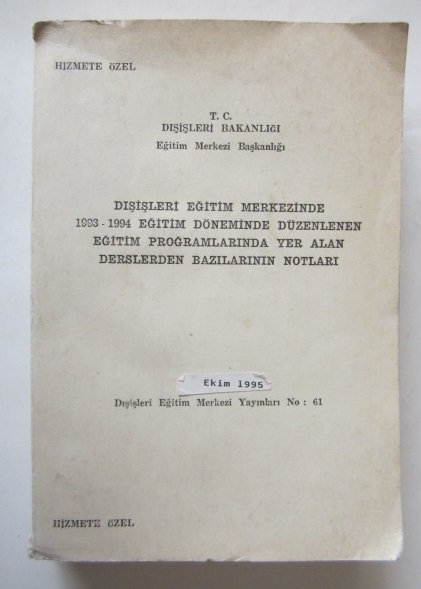 HİZMETE ÖZEL
T. C.
DIŞİŞLERİ BAKANLIĞI
Eğitim Merkezi Başkanlığı
DIŞİŞLERİ EĞİTİM MERKEZİNDE
1993 - 1994 EĞİTİM DÖNEMİNDE DÜZENLENEN
EĞİTİM PROĞRAMLARINDA YER ALAN
DERSLERDEN BAZILARININ NOTLARI
Ekim 1995
Dışişleri Eğitim Merkezi Yayınları No : 61
HİZMETE ÖZEL